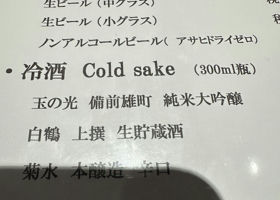 生ビール（中グラス）
生ビール（小グラス）
ノンアルコールビール（ アサヒドライゼロ）
・冷酒 Cold sake （300ml瓶）
玉の光 備前雄町 純米大吟醸
白鶴 上撰 生貯蔵酒
菊水 本醸造 辛口